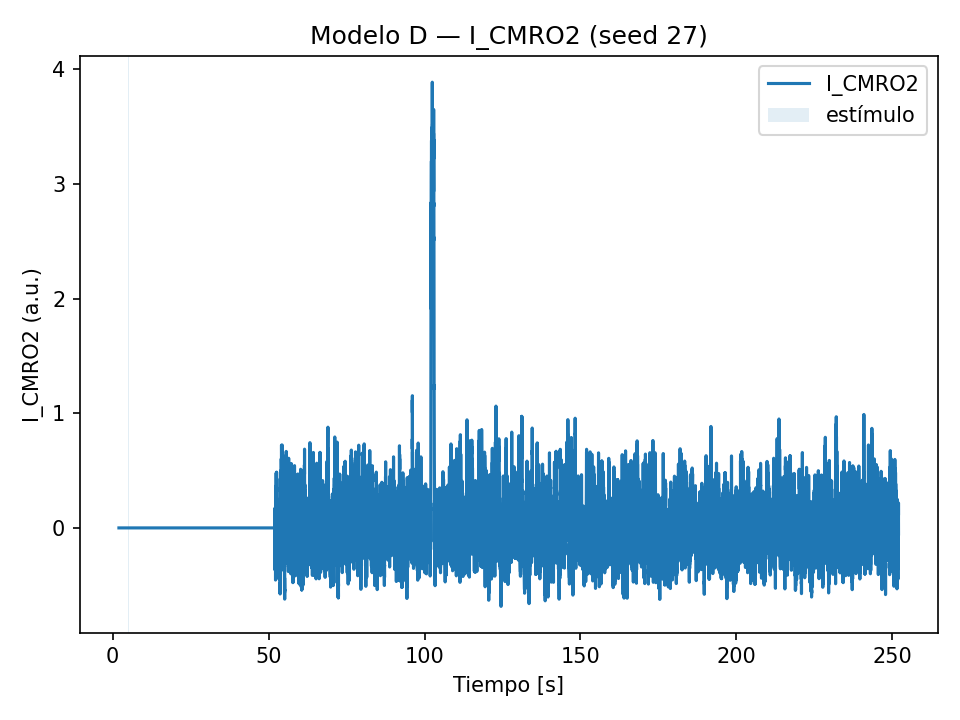 Modelo D — I_CMRO2 (seed 27)
I_CMRO2
estímulo
I_CMRO2 (a.u.)
4
3
2
1
0
0 50 100 150 200 250
Tiempo [s]